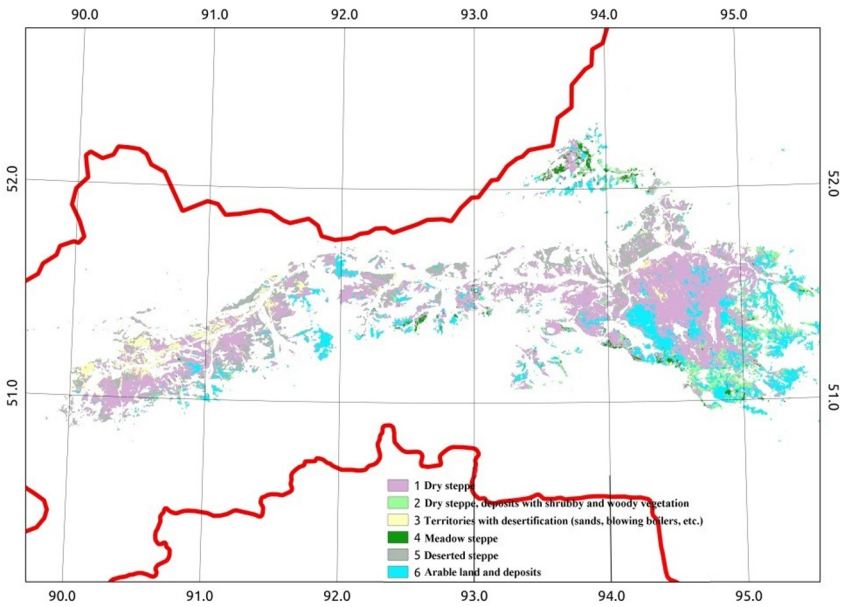 90.0 91.0 92.0 93.0 94.0 95.0
52.0 52.0
51.0 51.0
1 Dry steppe
2 Dry steppe, deposits with shrubby and woody vegetation
3 Territories with desertification (sands, blowing boilers, etc.)
4 Meadow steppe
5 Deserted steppe
6 Arable land and deposits
90.0 91.0 92.0 93.0 94.0 95.0